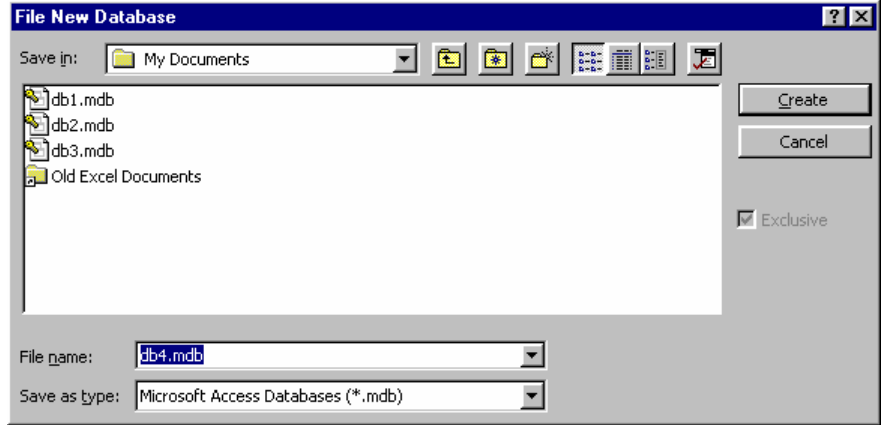 File New Database
Save in: My Documents
db1.mdb
db2.mdb
db3.mdb
Old Excel Documents
Create
Cancel
Exclusive
File name: db4.mdb
Save as type: Microsoft Access Databases (*.mdb)